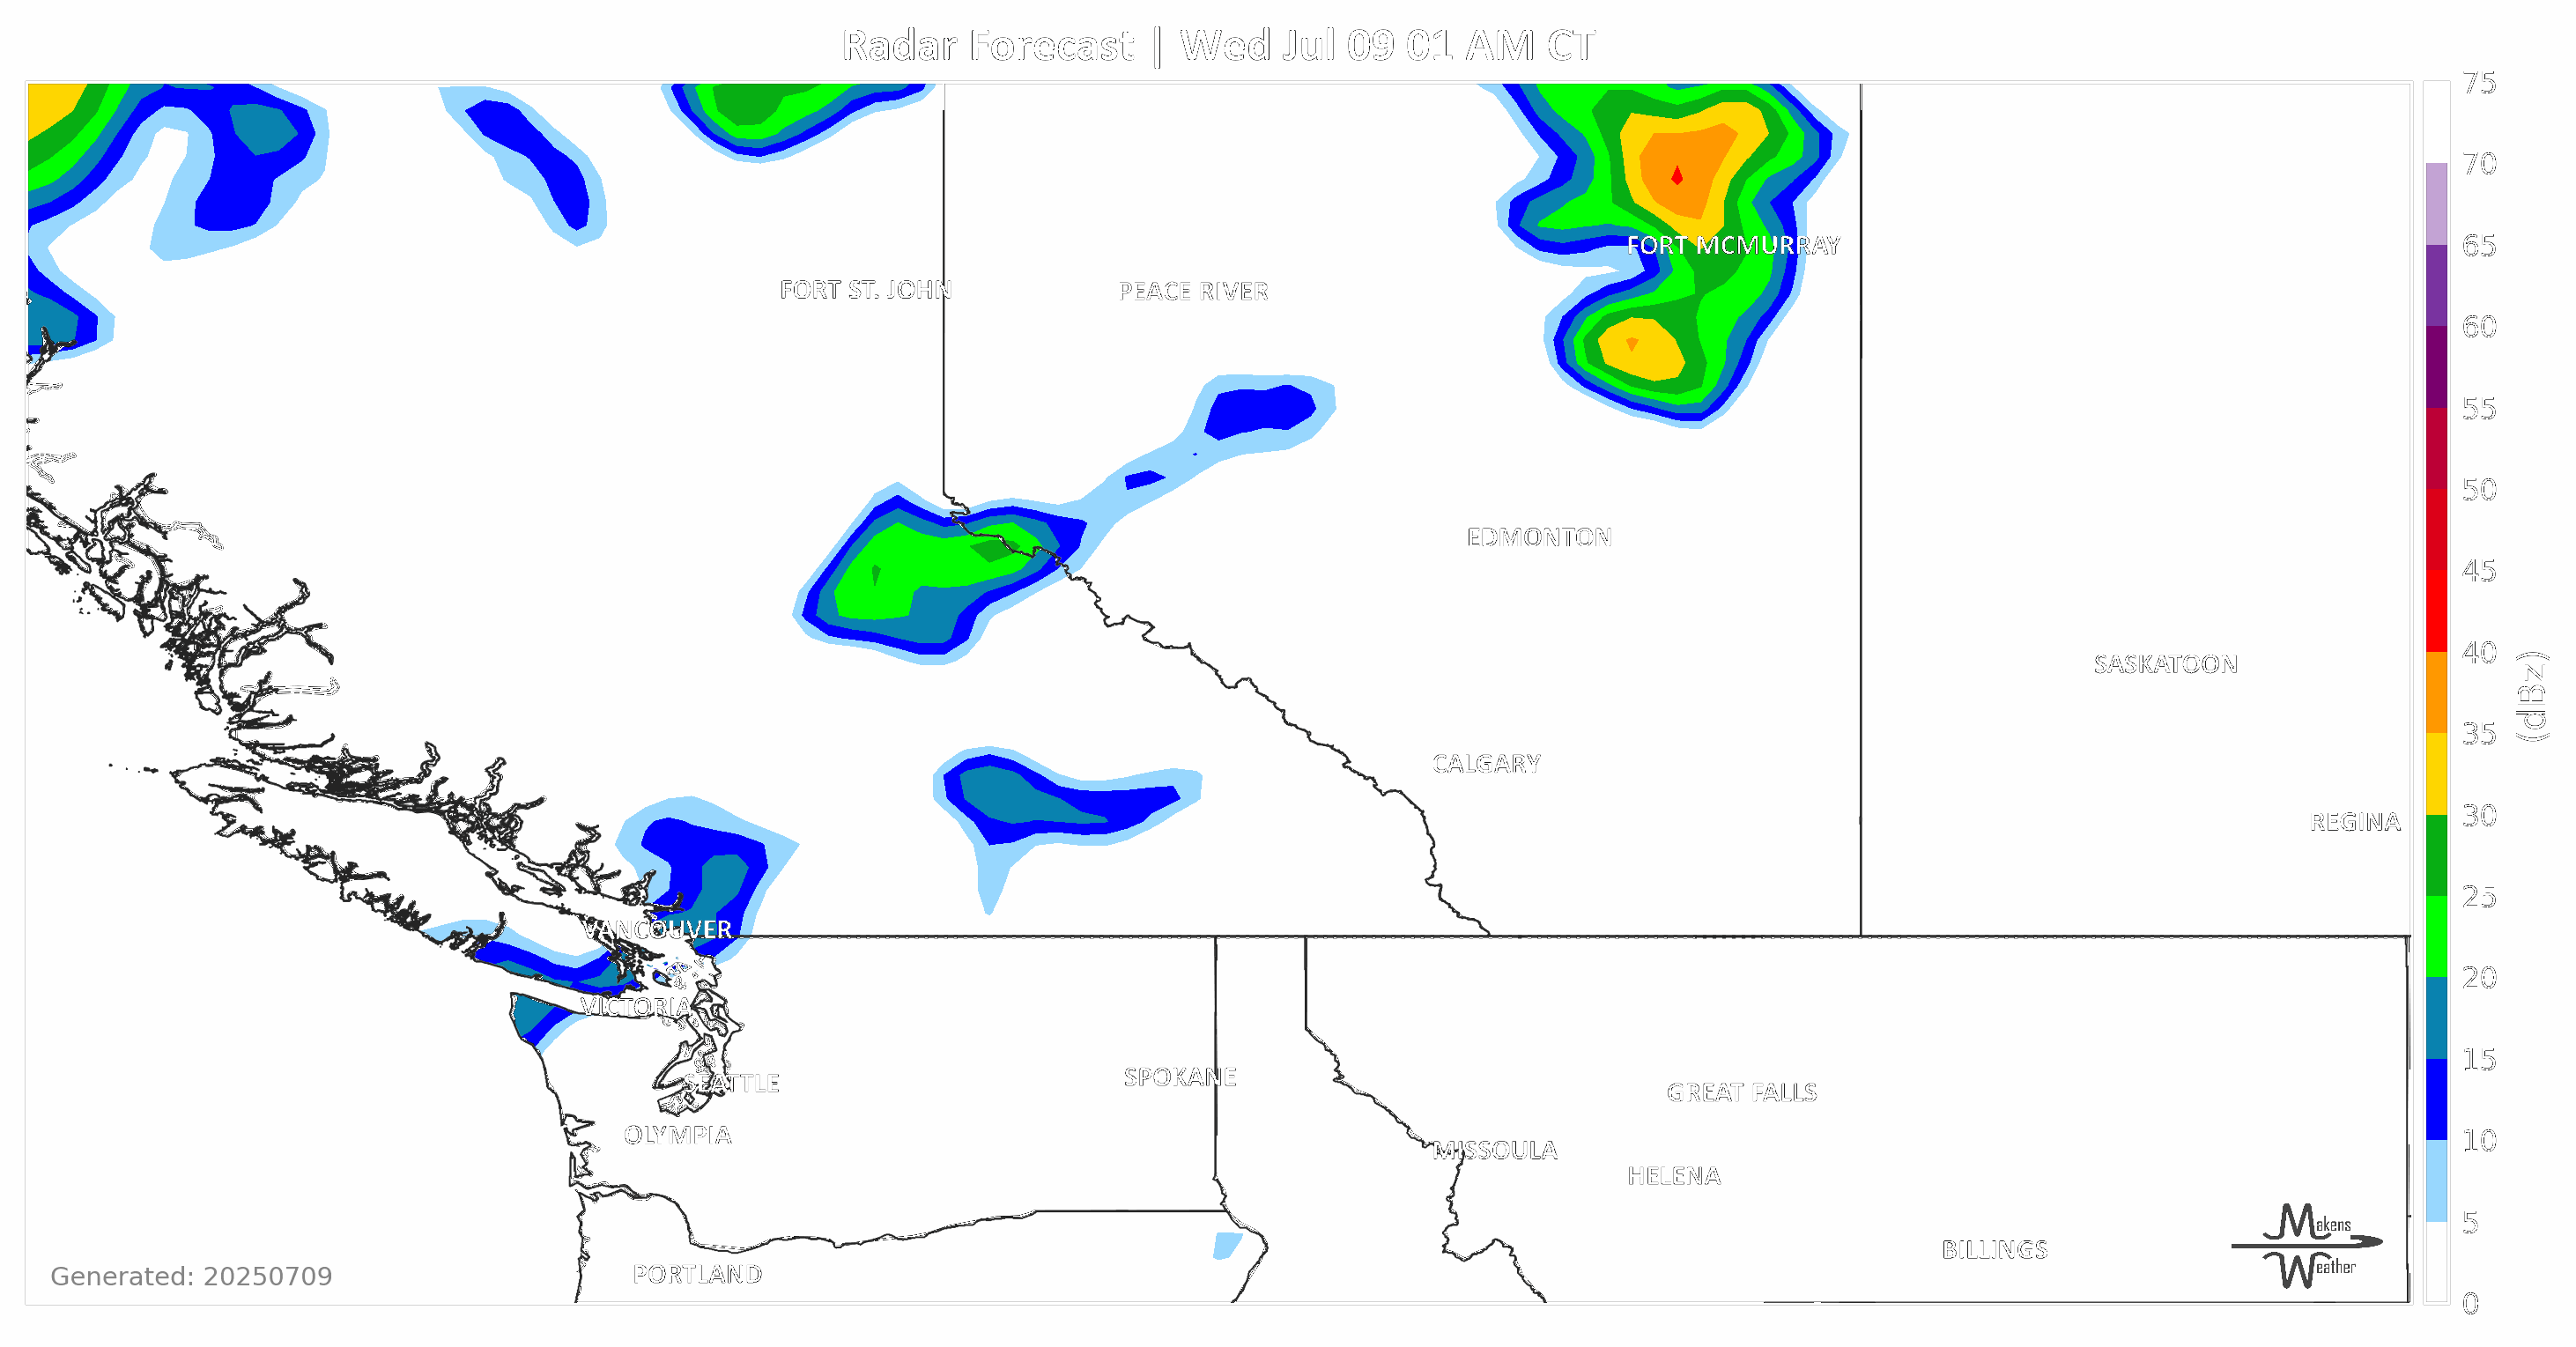 Radar Forecast | Wed Jul 09 01 AM CT
75
70
65
60
55
50
45
40
35
30
25
20
15
10
5
0
(dBz)
FORT MCMURRAY
FORT ST. JOHN
PEACE RIVER
EDMONTON
SASKATOON
CALGARY
REGINA
VANCOUVER
VICTORIA
SEATTLE
SPOKANE
GREAT FALLS
OLYMPIA
MISSOULA
HELENA
BILLINGS
PORTLAND
Generated: 20250709
Makens
Weather